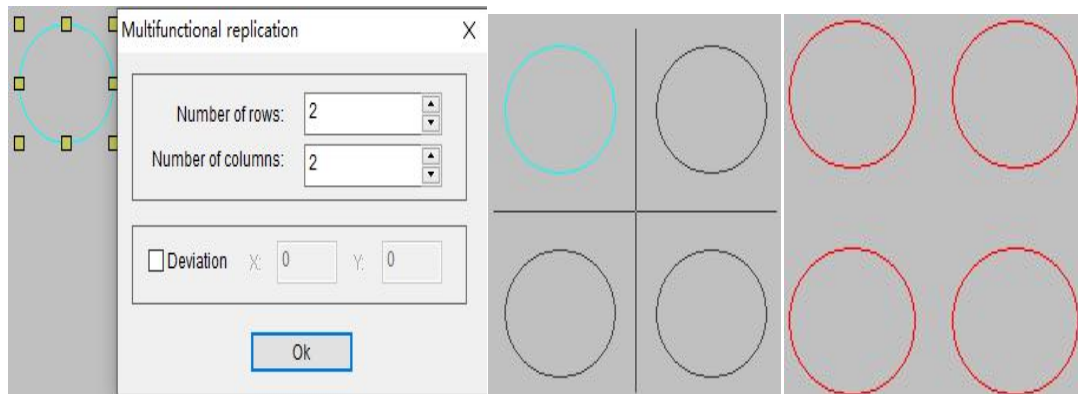 Multifunctional replication X
Number of rows: 2
Number of columns: 2
Deviation X: 0 Y: 0
Ok